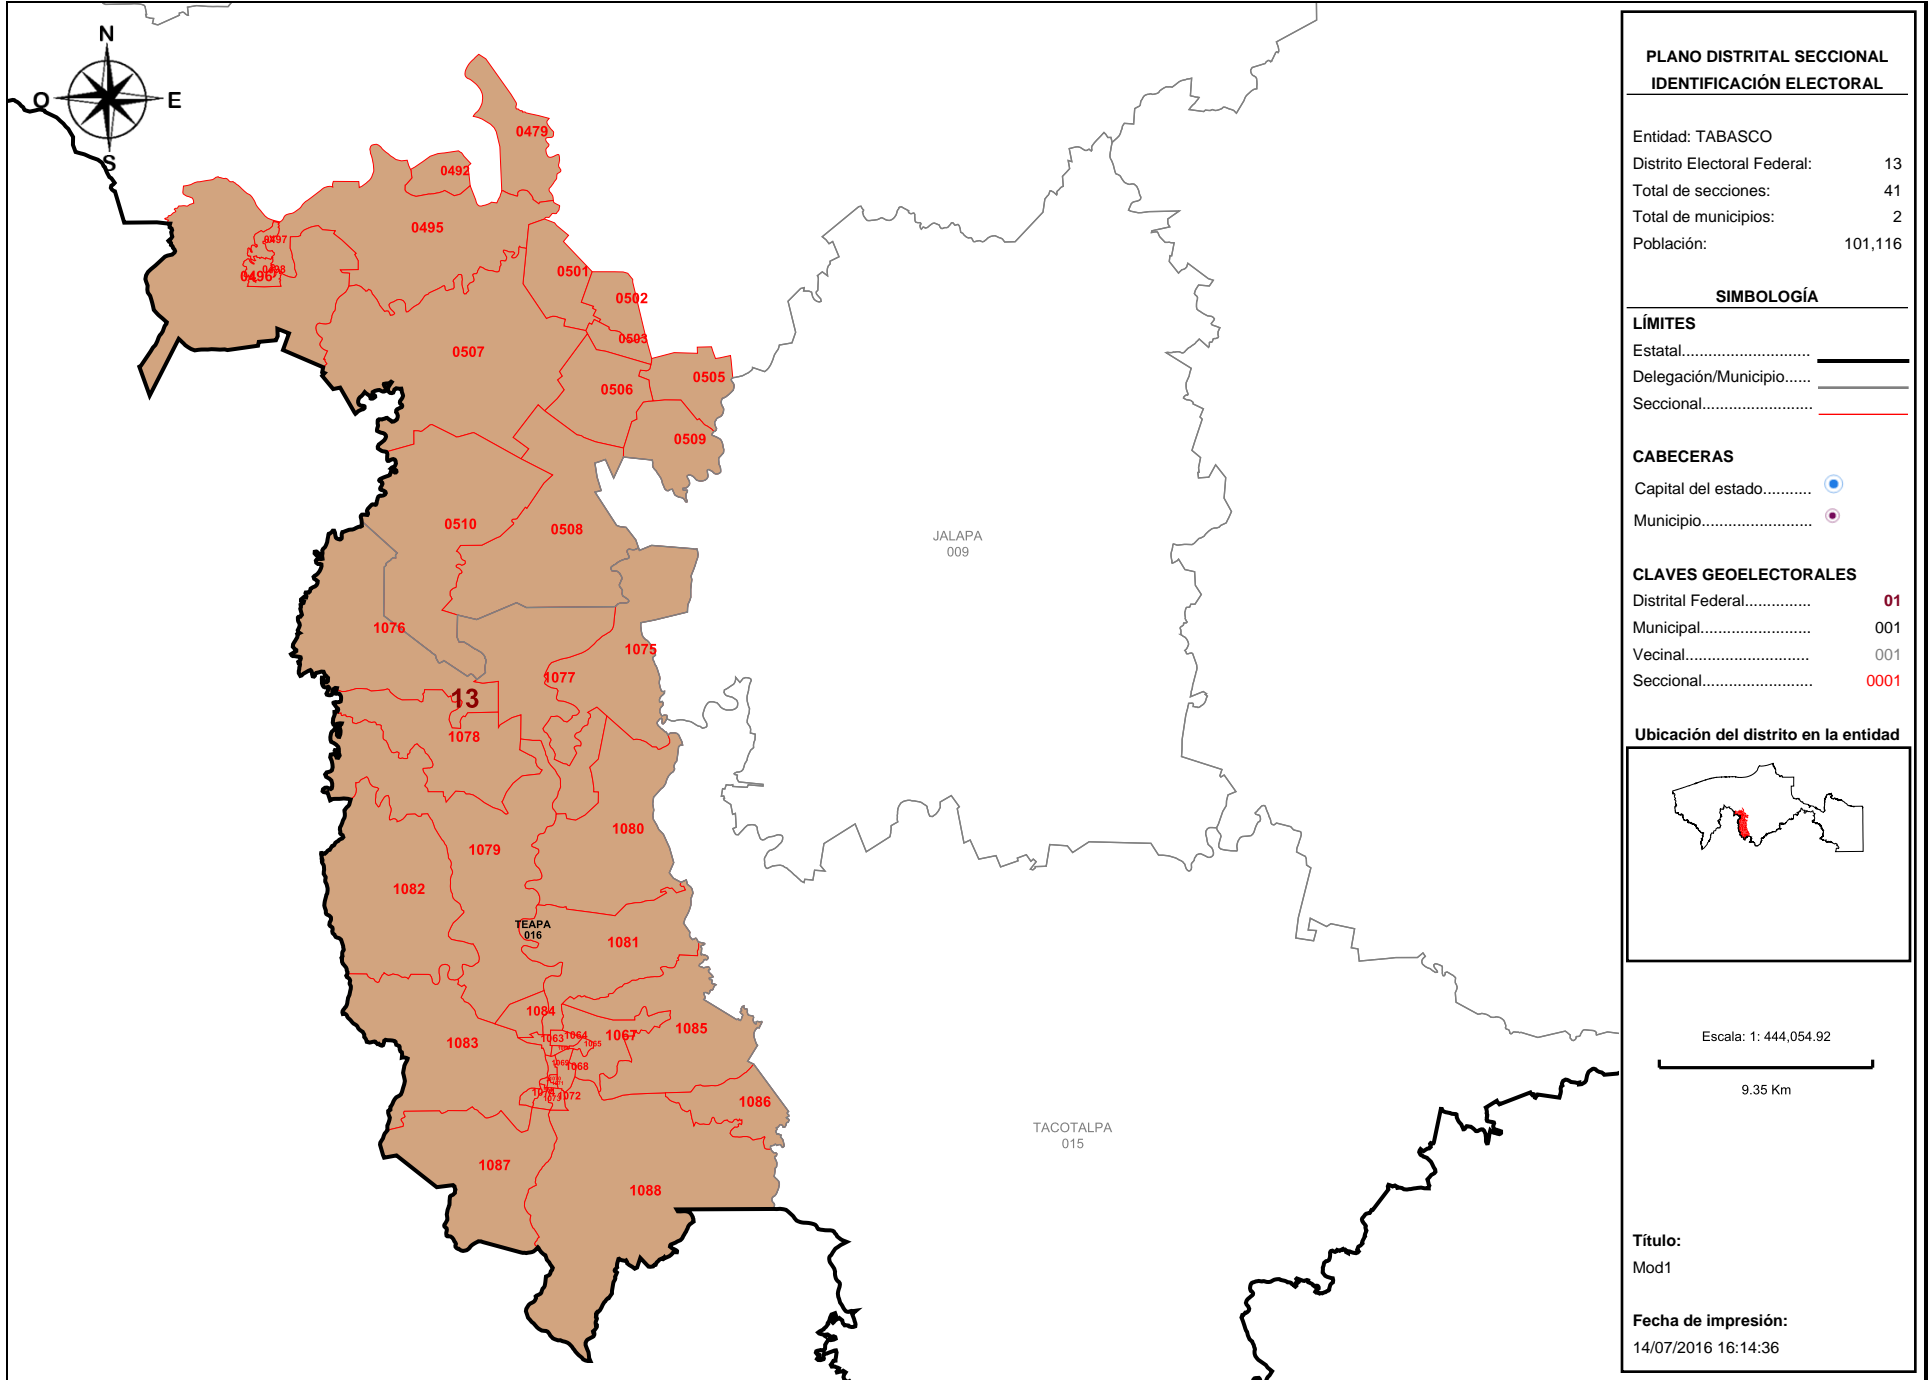 N
O
E
S
0479
0492
0495
0497
0498
0496
0501
0502
0503
0507
0505
0506
0509
0510
0508
JALAPA
009
1076
1075
1077
13
1078
1080
1079
1082
TEAPA
016
1081
1084
1085
1083
1063
1064
1067
1065
1069
1068
1072
1086
TACOTALPA
015
1087
1088
PLANO DISTRITAL SECCIONAL
IDENTIFICACIÓN ELECTORAL
Entidad: TABASCO
Distrito Electoral Federal: 13
Total de secciones: 41
Total de municipios: 2
Población: 101,116
SIMBOLOGÍA
LÍMITES
Estatal............................
Delegación/Municipio......
Seccional.........................
CABECERAS
Capital del estado...........
Municipio.........................
CLAVES GEOELECTORALES
Distrital Federal............... 01
Municipal......................... 001
Vecinal............................ 001
Seccional......................... 0001
Ubicación del distrito en la entidad
Escala: 1: 444,054.92
9.35 Km
Título:
Mod1
Fecha de impresión:
14/07/2016 16:14:36